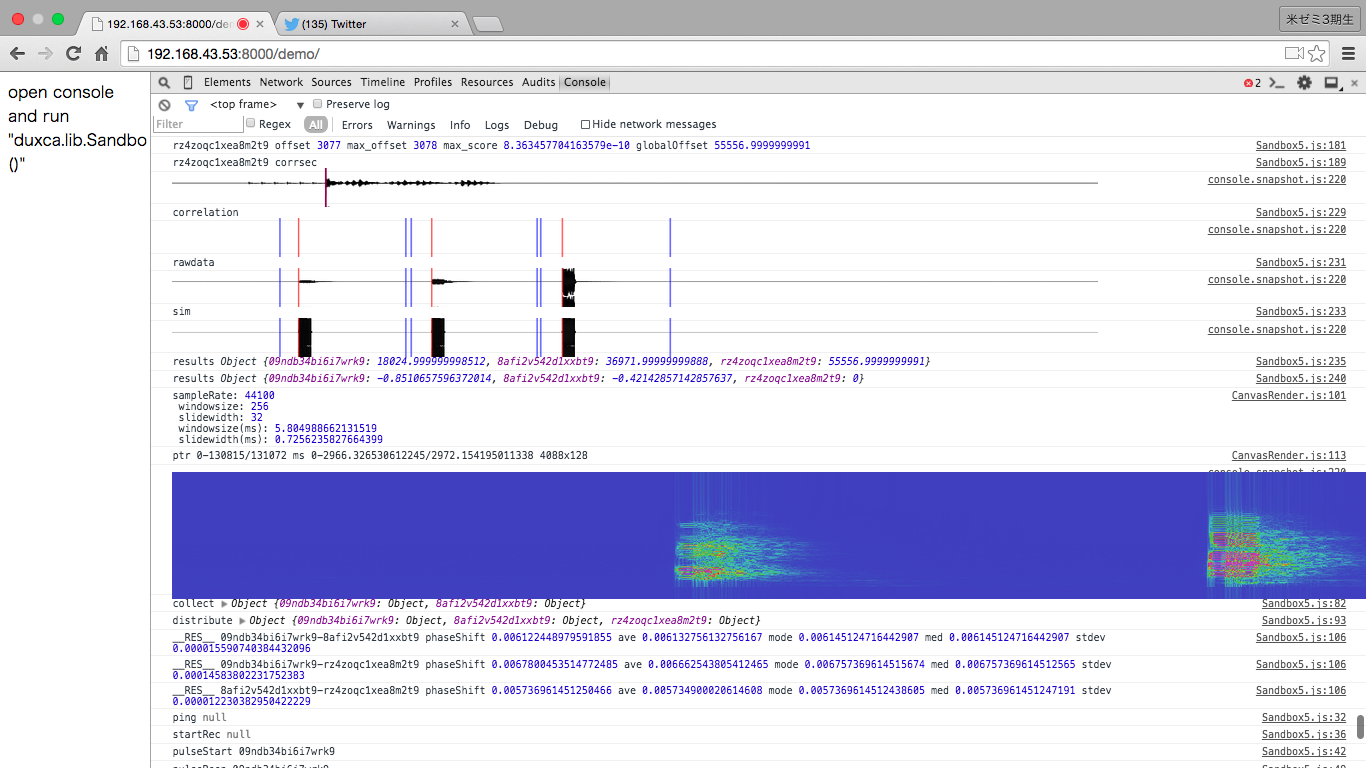 192.168.43.53:8000/de
(135) Twitter
米ゼミ3期生
192.168.43.53:8000/demo/
open console
and run
"duxca.lib.Sandbo
()"
Elements Network Sources Timeline Profiles Resources Audits Console
2
<top frame> Preserve log
Filter Regex All Errors Warnings Info Logs Debug Hide network messages
rz4zoqc1xea8m2t9 offset 3077 max_offset 3078 max_score 8.363457704163579e-10 globalOffset 55556.9999999991 Sandbox5.js:181
rz4zoqc1xea8m2t9 corrsec Sandbox5.js:189
console.snapshot.js:220
correlation Sandbox5.js:229
console.snapshot.js:220
rawdata Sandbox5.js:231
console.snapshot.js:220
sim Sandbox5.js:233
console.snapshot.js:220
results Object {09ndb34bi6i7wrk9: 18024.999999998512, 8afi2v542d1xxbt9: 36971.99999999888, rz4zoqc1xea8m2t9: 55556.9999999991} Sandbox5.js:235
results Object {09ndb34bi6i7wrk9: -0.8510657596372014, 8afi2v542d1xxbt9: -0.42142857142857637, rz4zoqc1xea8m2t9: 0} Sandbox5.js:240
sampleRate: 44100 CanvasRender.js:101
windowsize: 256
slidewidth: 32
windowsize(ms): 5.804988662131519
slidewidth(ms): 0.7256235827664399
ptr 0-130815/131072 ms 0-2966.326530612245/2972.154195011338 4088x128 CanvasRender.js:113
console.snapshot.js:220
collect Object {09ndb34bi6i7wrk9: Object, 8afi2v542d1xxbt9: Object} Sandbox5.js:82
distribute Object {09ndb34bi6i7wrk9: Object, 8afi2v542d1xxbt9: Object, rz4zoqc1xea8m2t9: Object} Sandbox5.js:93
__RES__ 09ndb34bi6i7wrk9-8afi2v542d1xxbt9 phaseShift 0.006122448979591855 ave 0.006132756132756167 mode 0.006145124716442907 med 0.006145124716442907 stdev Sandbox5.js:106
0.000015590740384432096
__RES__ 09ndb34bi6i7wrk9-rz4zoqc1xea8m2t9 phaseShift 0.0067800453514772485 ave 0.006662543805412465 mode 0.006757369614515674 med 0.006757369614512565 stdev Sandbox5.js:106
0.00014583802231752383
__RES__ 8afi2v542d1xxbt9-rz4zoqc1xea8m2t9 phaseShift 0.005736961451250466 ave 0.005734900020614608 mode 0.0057369614512438605 med 0.005736961451247191 stdev Sandbox5.js:106
0.000012230382950422229
ping null Sandbox5.js:32
startRec null Sandbox5.js:36
pulseStart 09ndb34bi6i7wrk9 Sandbox5.js:42